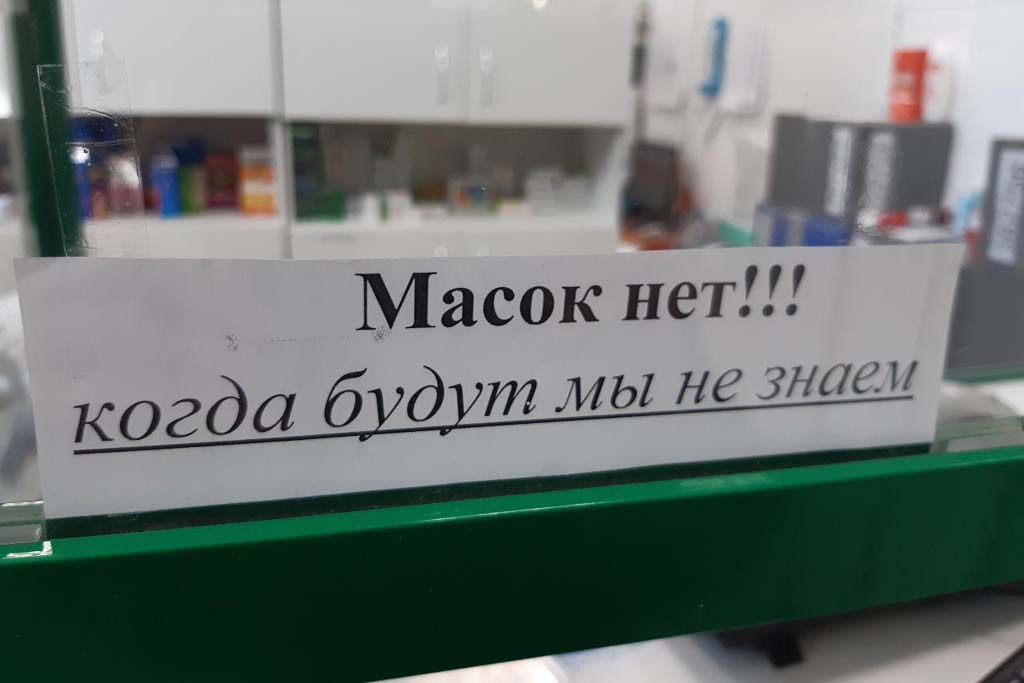 Масок нет!!!
когда будут мы не знаем